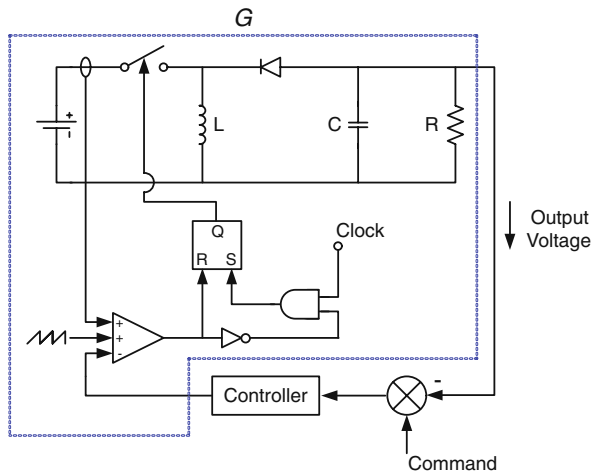 G
+
-
L
C
R
Output
Voltage
Q
R S
Clock
+
+
-
Controller
-
Command